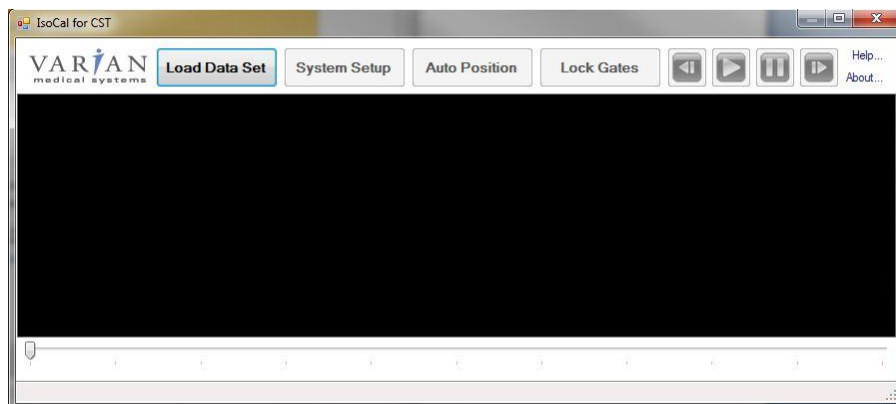 IsoCal for CST
VARIAN
medical systems
Load Data Set
System Setup
Auto Position
Lock Gates
Help...
About...